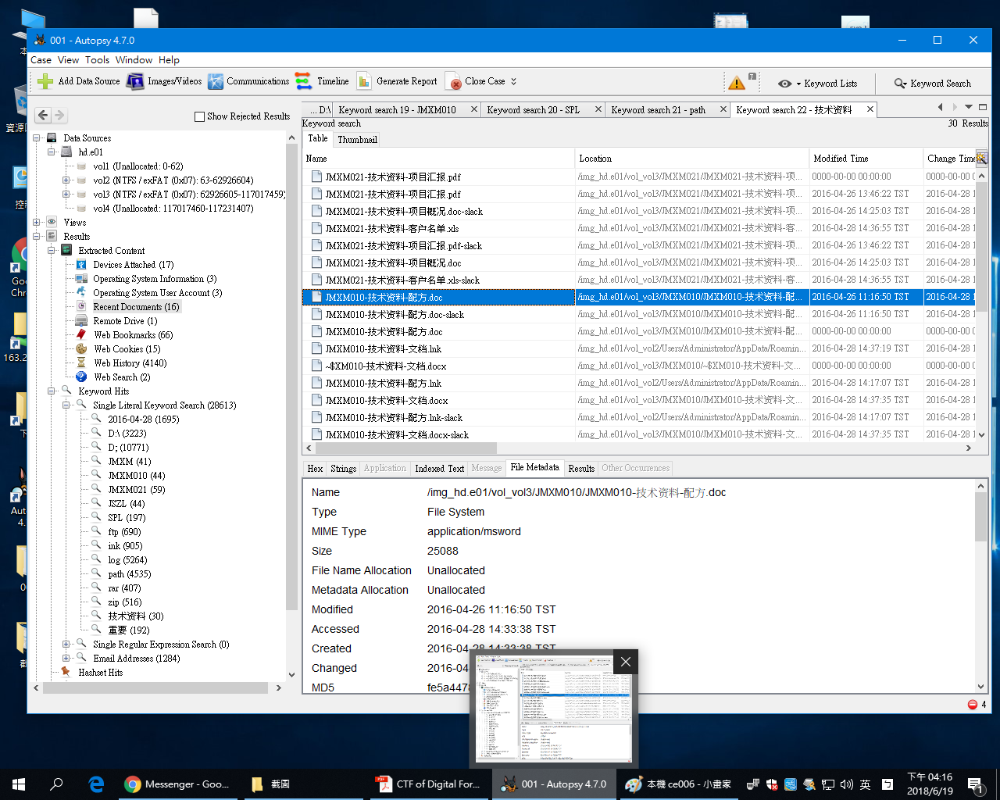 001 - Autopsy 4.7.0
Case View Tools Window Help
Add Data Source Images/Videos Communications Timeline Generate Report Close Case Keyword Lists Keyword Search
Show Rejected Results
Data Sources
hd.e01
vol1 (Unallocated: 0-62)
vol2 (NTFS / exFAT (0x07): 63-62926604)
vol3 (NTFS / exFAT (0x07): 62926605-117017459)
vol4 (Unallocated: 117017460-117231407)
Views
Results
Extracted Content
Devices Attached (17)
Operating System Information (3)
Operating System User Account (3)
Recent Documents (16)
Remote Drive (1)
Web Bookmarks (66)
Web Cookies (15)
Web History (4140)
Web Search (2)
Keyword Hits
Single Literal Keyword Search (28613)
2016-04-28 (1695)
D:\ (3223)
D; (10771)
JMXM (41)
JMXM010 (44)
JMXM021 (59)
JSZL (44)
SPL (197)
ftp (690)
ink (905)
log (5264)
path (4535)
rar (407)
zip (516)
技术资料 (30)
重要 (192)
Single Regular Expression Search (0)
Email Addresses (1284)
Hashset Hits
... D:\ Keyword search 19 - JMXM010 Keyword search 20 - SPL Keyword search 21 - path Keyword search 22 - 技术资料
Keyword search 30 Results
Table Thumbnail
Name Location Modified Time Change Time
JMXM021-技术资料-项目汇报.pdf /img_hd.e01/vol_vol3/JMXM021/JMXM021-技术资料-项... 0000-00-00 00:00:00 0000-00-00 0
JMXM021-技术资料-项目汇报.pdf /img_hd.e01/vol_vol3/JMXM021/JMXM021-技术资料-项... 2016-04-26 13:46:22 TST 2016-04-28 1
JMXM021-技术资料-项目概况.doc-slack /img_hd.e01/vol_vol3/JMXM021/JMXM021-技术资料-项... 2016-04-26 14:25:03 TST 2016-04-28 1
JMXM021-技术资料-客户名单.xls /img_hd.e01/vol_vol3/JMXM021/JMXM021-技术资料-客... 2016-04-28 14:36:55 TST 2016-04-28 1
JMXM021-技术资料-项目汇报.pdf-slack /img_hd.e01/vol_vol3/JMXM021/JMXM021-技术资料-项... 2016-04-26 13:46:22 TST 2016-04-28 1
JMXM021-技术资料-项目概况.doc /img_hd.e01/vol_vol3/JMXM021/JMXM021-技术资料-项... 2016-04-26 14:25:03 TST 2016-04-28 1
JMXM021-技术资料-客户名单.xls-slack /img_hd.e01/vol_vol3/JMXM021/JMXM021-技术资料-客... 2016-04-28 14:36:55 TST 2016-04-28 1
JMXM010-技术资料-配方.doc /img_hd.e01/vol_vol3/JMXM010/JMXM010-技术资料-配... 2016-04-26 11:16:50 TST 2016-04-28 1
JMXM010-技术资料-配方.doc-slack /img_hd.e01/vol_vol3/JMXM010/JMXM010-技术资料-配... 2016-04-26 11:16:50 TST 2016-04-28 1
JMXM010-技术资料-配方.doc /img_hd.e01/vol_vol3/JMXM010/JMXM010-技术资料-配... 0000-00-00 00:00:00 0000-00-00 0
JMXM010-技术资料-文档.lnk /img_hd.e01/vol_vol2/Users/Administrator/AppData/Roamin... 2016-04-28 14:37:19 TST 2016-04-28 1
~$XM010-技术资料-文档.docx /img_hd.e01/vol_vol3/JMXM010/~$XM010-技术资料-文... 0000-00-00 00:00:00 0000-00-00 0
JMXM010-技术资料-配方.lnk /img_hd.e01/vol_vol2/Users/Administrator/AppData/Roamin... 2016-04-28 14:17:07 TST 2016-04-28 1
JMXM010-技术资料-文档.docx /img_hd.e01/vol_vol3/JMXM010/JMXM010-技术资料-文... 2016-04-28 14:37:35 TST 2016-04-28 1
JMXM010-技术资料-配方.lnk-slack /img_hd.e01/vol_vol2/Users/Administrator/AppData/Roamin... 2016-04-28 14:17:07 TST 2016-04-28 1
JMXM010-技术资料-文档.docx-slack /img_hd.e01/vol_vol3/JMXM010/JMXM010-技术资料-文... 2016-04-28 14:37:35 TST 2016-04-28 1
Hex Strings Application Indexed Text Message File Metadata Results Other Occurrences
Name /img_hd.e01/vol_vol3/JMXM010/JMXM010-技术资料-配方.doc
Type File System
MIME Type application/msword
Size 25088
File Name Allocation Unallocated
Metadata Allocation Unallocated
Modified 2016-04-26 11:16:50 TST
Accessed 2016-04-28 14:33:38 TST
Created 2016-04-28 14:33:38 TST
Changed 2016-04
MD5 fe5a4478
4
Messenger - Goo... 截圖 CTF of Digital For... 001 - Autopsy 4.7.0 本機 ce006 - 小畫家 英 下午 04:16
2018/6/19
1